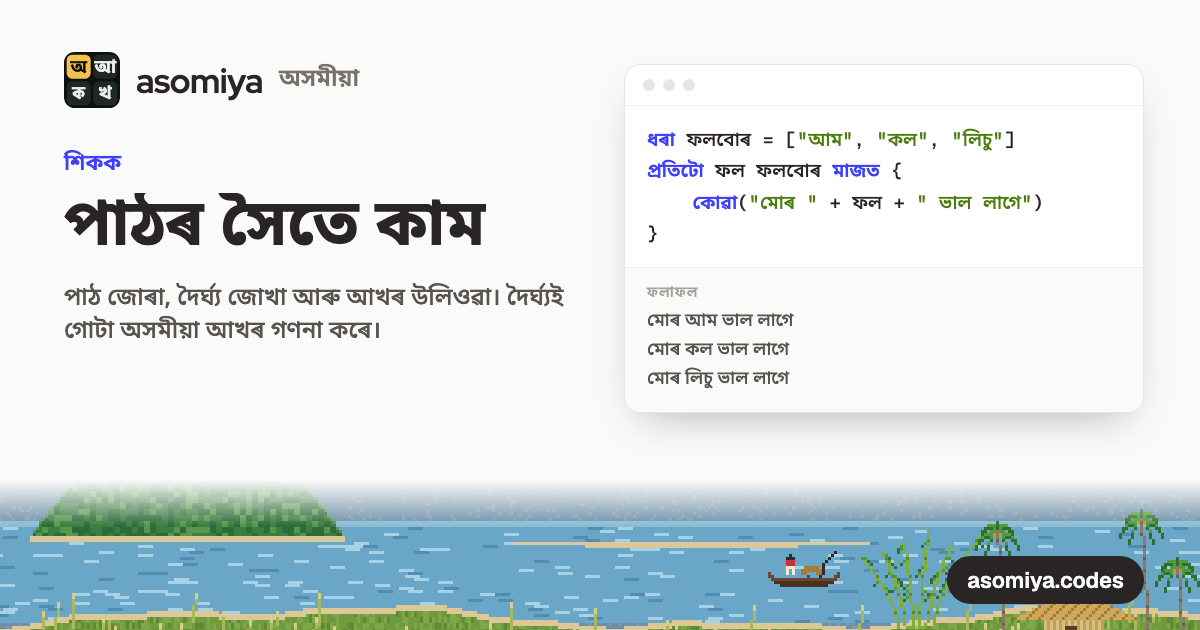 অ আ
ক খ
asomiya অসমীয়া
শিকক
পাঠৰ সৈতে কাম
পাঠ জোৰা, দৈৰ্ঘ্য জোখা আৰু আখৰ উলিওৱা। দৈৰ্ঘ্যই
গোটা অসমীয়া আখৰ গণনা কৰে।
ধৰা ফলবোৰ = ["আম", "কল", "লিচু"]
প্ৰতিটো ফল ফলবোৰ মাজত {
কোৱা("মোৰ " + ফল + " ভাল লাগে")
}
ফলাফল
মোৰ আম ভাল লাগে
মোৰ কল ভাল লাগে
মোৰ লিচু ভাল লাগে
asomiya.codes